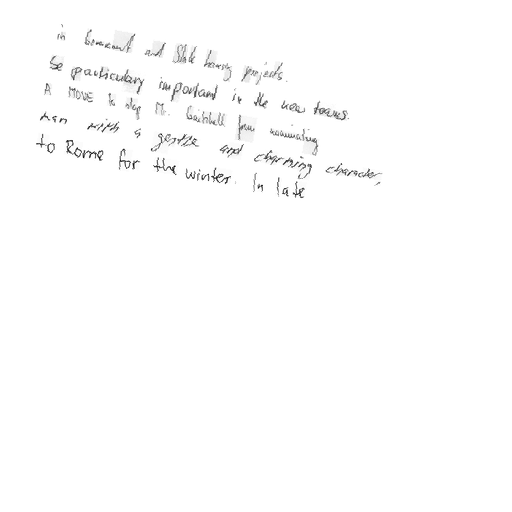 in Government and State housing projects.
be particulary important in the new towns.
A MOVE to stop Mr. Gaitskell from nominating
man with a gentle and charming character,
to Rome for the winter. In late